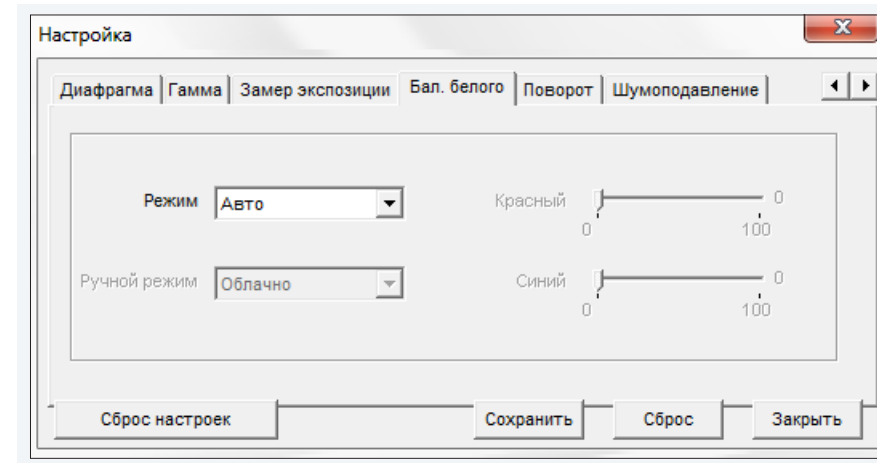 Настройка
Диафрагма Гамма Замер экспозиции Бал. белого Поворот Шумоподавление
Режим Авто Красный 0
0 100
Ручной режим Облачно Синий 0
0 100
Сброс настроек Сохранить Сброс Закрыть